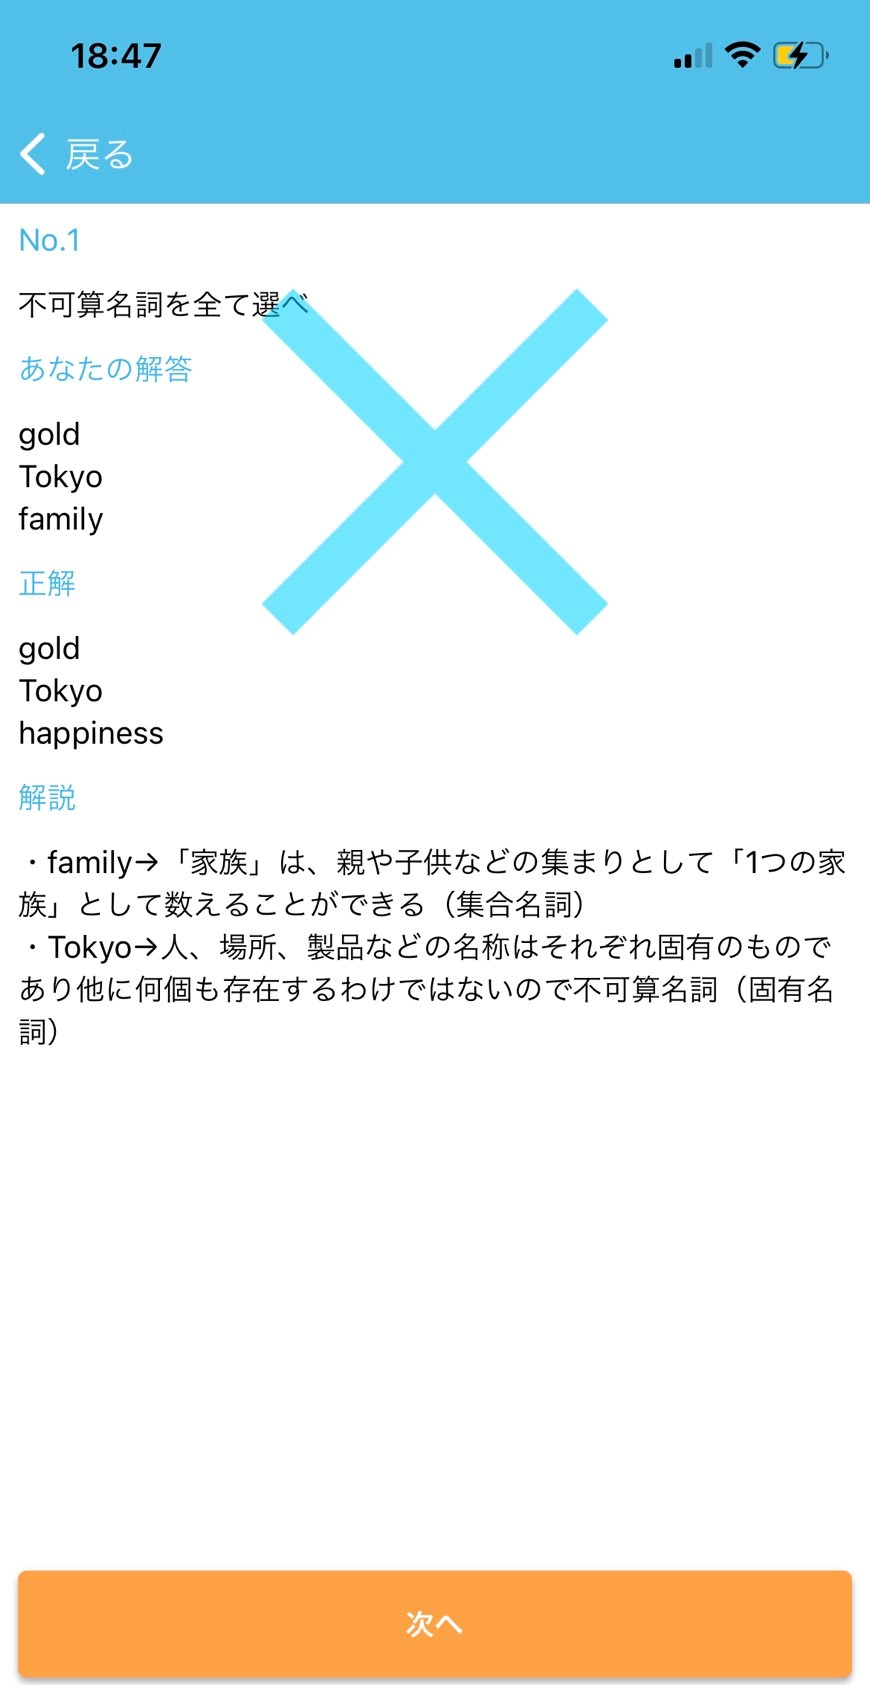 18:47
戻る
No.1
不可算名詞を全て選べ
あなたの解答
gold
Tokyo
family
正解
gold
Tokyo
happiness
解説
・family→「家族」は、親や子供などの集まりとして「1つの家
族」として数えることができる（集合名詞）
・Tokyo→人、場所、製品などの名称はそれぞれ固有のもので
あり他に何個も存在するわけではないので不可算名詞（固有名
詞）
次へ